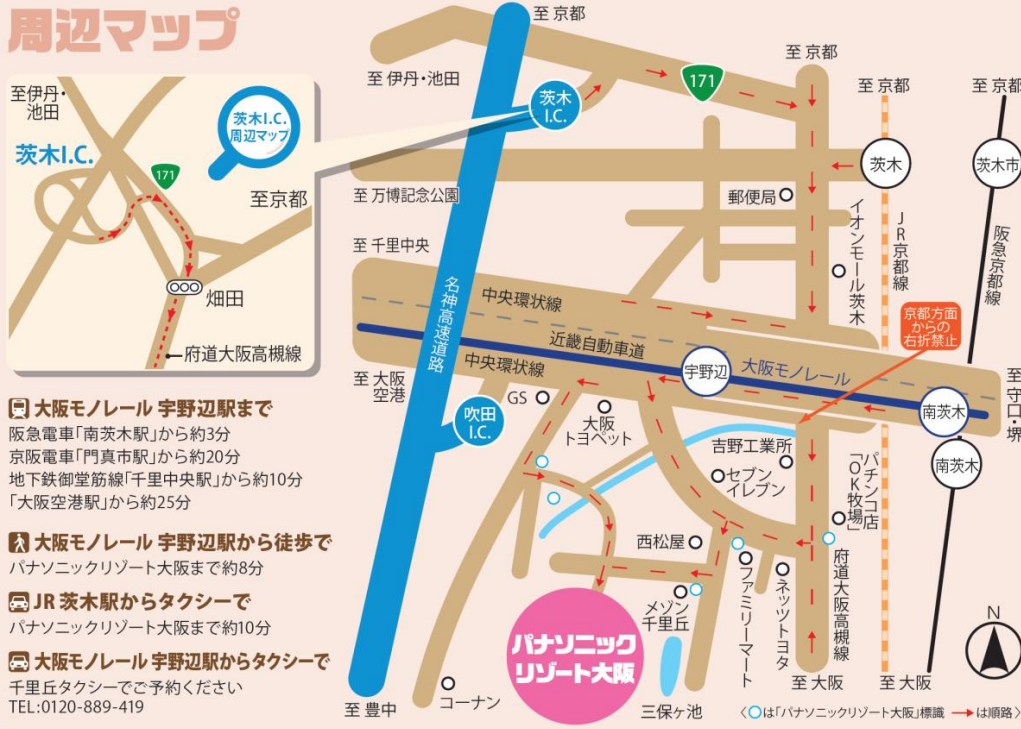 周辺マップ
至伊丹・
池田
茨木I.C.
茨木I.C.
周辺マップ
171
至京都
畑田
府道大阪高槻線
至 京都
至 伊丹・池田
茨木
I.C.
171
至 京都
至 京都
至 京都
茨木
茨木市
至 万博記念公園
郵便局
イオンモール茨木
JR京都線
阪急京都線
至 千里中央
名神高速道路
中央環状線
近畿自動車道
中央環状線
宇野辺
大阪モノレール
京都方面
からの
右折禁止
至 大阪
空港
至 守口・堺
南茨木
南茨木
GS
吹田
I.C.
大阪
トヨペット
吉野工業所
セブン
イレブン
パチンコ店
「OK牧場」
西松屋
ファミリーマート
ネッツトヨタ
府道大阪高槻線
メゾン
千里丘
パナソニック
リゾート大阪
三保ヶ池
コーナン
至 豊中
至 大阪
至 大阪
N
〈○は「パナソニックリゾート大阪」標識 →は順路〉
大阪モノレール 宇野辺駅まで
阪急電車「南茨木駅」から約3分
京阪電車「門真市駅」から約20分
地下鉄御堂筋線「千里中央駅」から約10分
「大阪空港駅」から約25分
大阪モノレール 宇野辺駅から徒歩で
パナソニックリゾート大阪まで約8分
JR 茨木駅からタクシーで
パナソニックリゾート大阪まで約10分
大阪モノレール 宇野辺駅からタクシーで
千里丘タクシーでご予約ください
TEL:0120-889-419